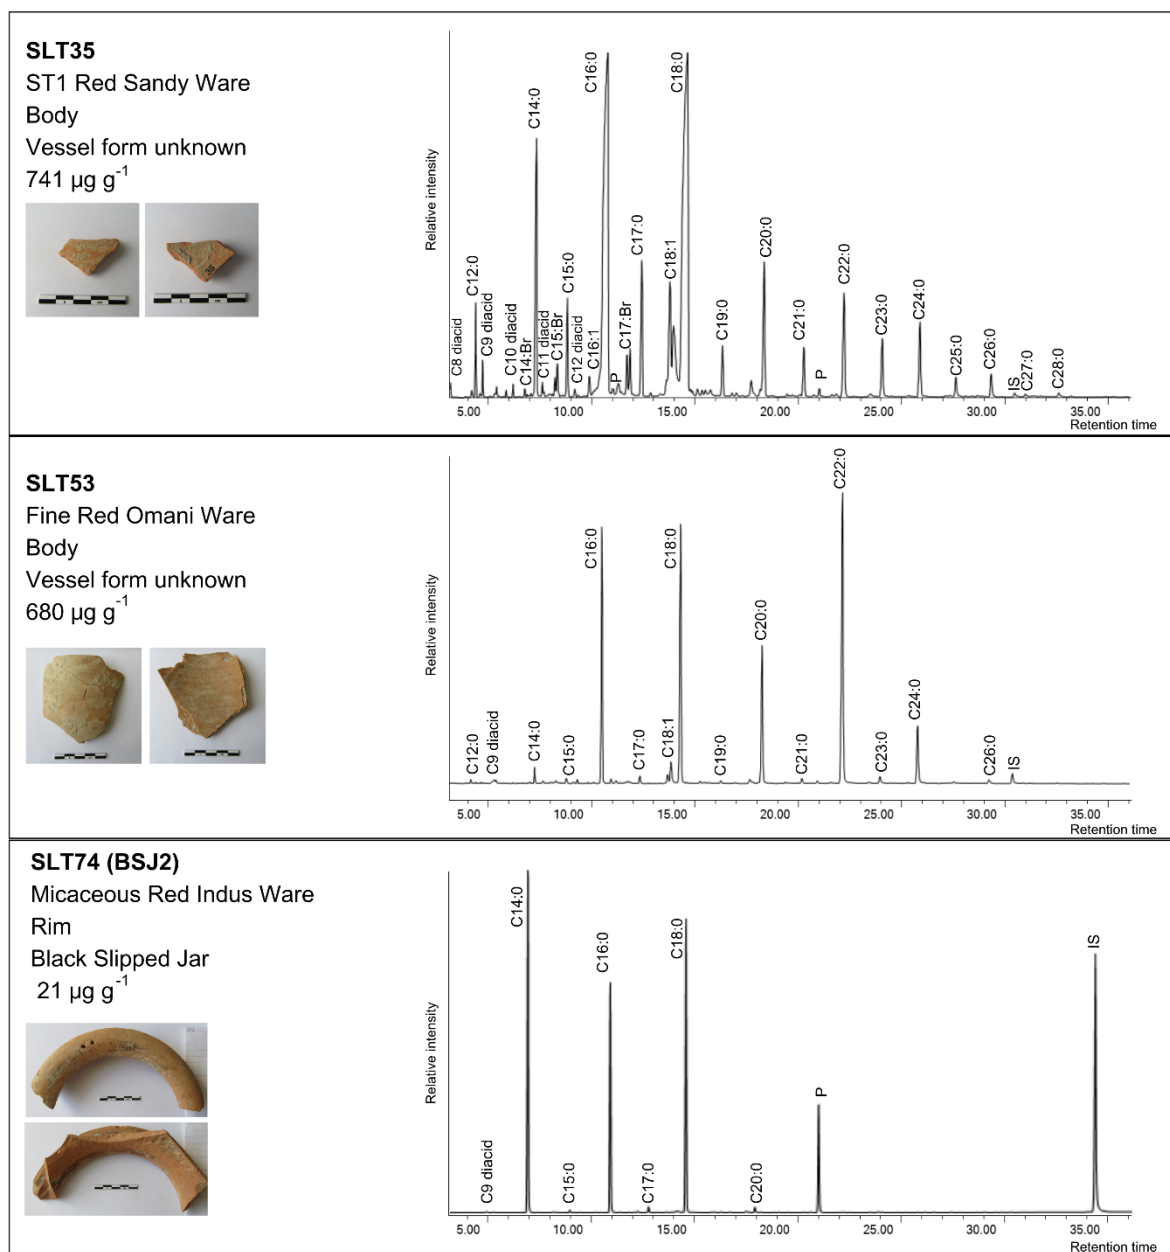 SLT35
ST1 Red Sandy Ware
Body
Vessel form unknown
741 µg g-1
36
Relative intensity
C8 diacid
C12:0
C9 diacid
C10 diacid
C14:Br
C14:0
C11 diacid
C15:Br
C15:0
C12 diacid
C16:1
C16:0
P
C17:Br
C17:0
C18:1
C18:0
C19:0
C20:0
C21:0
P
C22:0
C23:0
C24:0
C25:0
C26:0
IS
C27:0
C28:0
5.00 10.00 15.00 20.00 25.00 30.00 35.00
Retention time
SLT53
Fine Red Omani Ware
Body
Vessel form unknown
680 µg g-1
Relative intensity
C12:0
C9 diacid
C14:0
C15:0
C16:0
C17:0
C18:1
C18:0
C19:0
C20:0
C21:0
C22:0
C23:0
C24:0
C26:0
IS
5.00 10.00 15.00 20.00 25.00 30.00 35.00
Retention time
SLT74 (BSJ2)
Micaceous Red Indus Ware
Rim
Black Slipped Jar
21 µg g-1
Relative intensity
C9 diacid
C14:0
C15:0
C16:0
C17:0
C18:0
C20:0
P
IS
5.00 10.00 15.00 20.00 25.00 30.00 35.00
Retention time